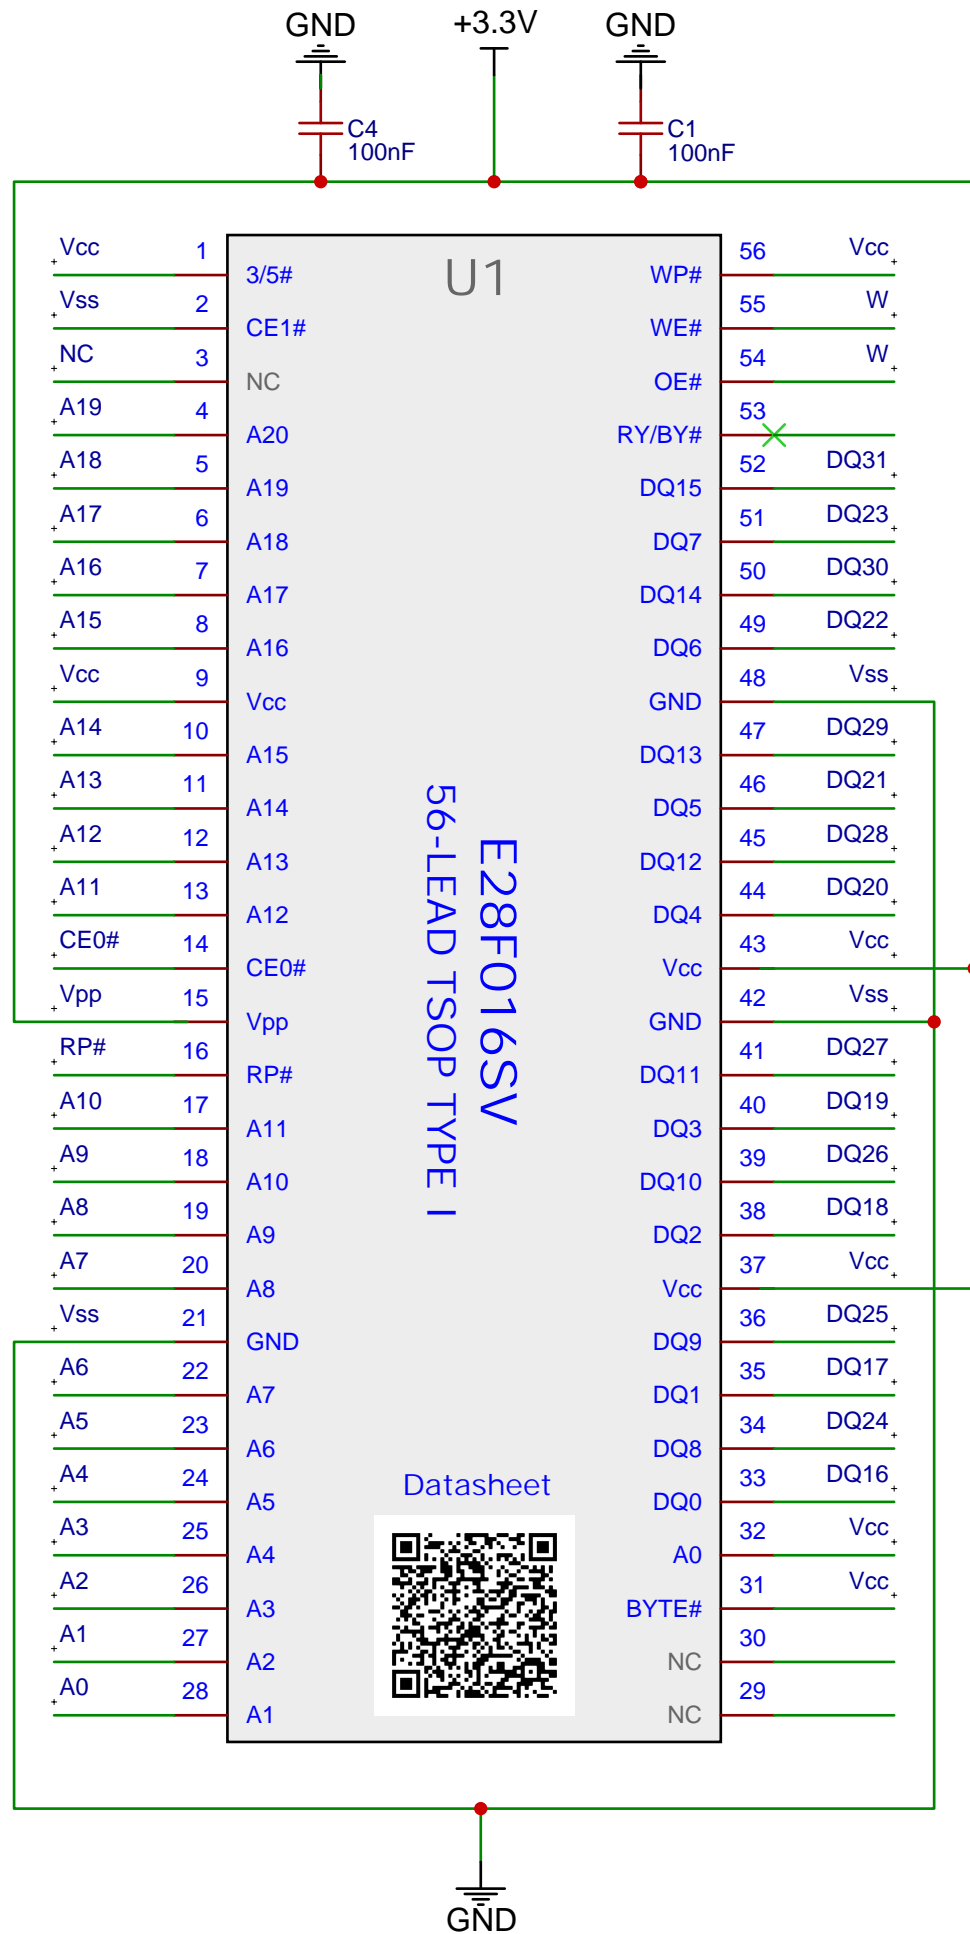 GND +3.3V GND
C4 C1
100nF 100nF
U1
Vcc 1 3/5# WP# 56 Vcc
Vss 2 CE1# WE# 55 W
NC 3 NC OE# 54 W
A19 4 A20 RY/BY# 53
A18 5 A19 DQ15 52 DQ31
A17 6 A18 DQ7 51 DQ23
A16 7 A17 DQ14 50 DQ30
A15 8 A16 DQ6 49 DQ22
Vcc 9 Vcc GND 48 Vss
A14 10 A15 DQ13 47 DQ29
A13 11 A14 DQ5 46 DQ21
A12 12 A13 DQ12 45 DQ28
A11 13 A12 DQ4 44 DQ20
CE0# 14 CE0# Vcc 43 Vcc
Vpp 15 Vpp GND 42 Vss
RP# 16 RP# DQ11 41 DQ27
A10 17 A11 DQ3 40 DQ19
A9 18 A10 DQ10 39 DQ26
A8 19 A9 DQ2 38 DQ18
A7 20 A8 Vcc 37 Vcc
Vss 21 GND DQ9 36 DQ25
A6 22 A7 DQ1 35 DQ17
A5 23 A6 DQ8 34 DQ24
A4 24 A5 DQ0 33 DQ16
A3 25 A4 A0 32 Vcc
A2 26 A3 BYTE# 31 Vcc
A1 27 A2 NC 30
A0 28 A1 NC 29
E28F016SV
56-LEAD TSOP TYPE I
Datasheet
GND